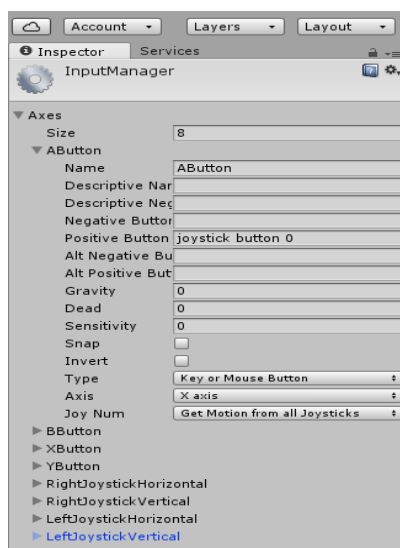 Account Layers Layout
Inspector Services
InputManager
Axes
Size 8
AButton
Name AButton
Descriptive Nar
Descriptive Neg
Negative Button
Positive Button joystick button 0
Alt Negative Bu
Alt Positive But
Gravity 0
Dead 0
Sensitivity 0
Snap
Invert
Type Key or Mouse Button
Axis X axis
Joy Num Get Motion from all Joysticks
BButton
XButton
YButton
RightJoystickHorizontal
RightJoystickVertical
LeftJoystickHorizontal
LeftJoystickVertical